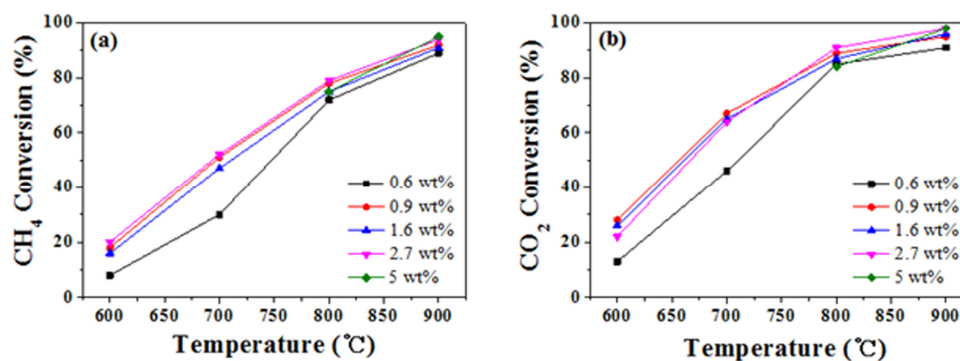 (a)
CH4 Conversion (%)
100
80
60
40
20
0
600 650 700 750 800 850 900
Temperature (℃)
0.6 wt%
0.9 wt%
1.6 wt%
2.7 wt%
5 wt%
(b)
CO2 Conversion (%)
100
80
60
40
20
0
600 650 700 750 800 850 900
Temperature (℃)
0.6 wt%
0.9 wt%
1.6 wt%
2.7 wt%
5 wt%